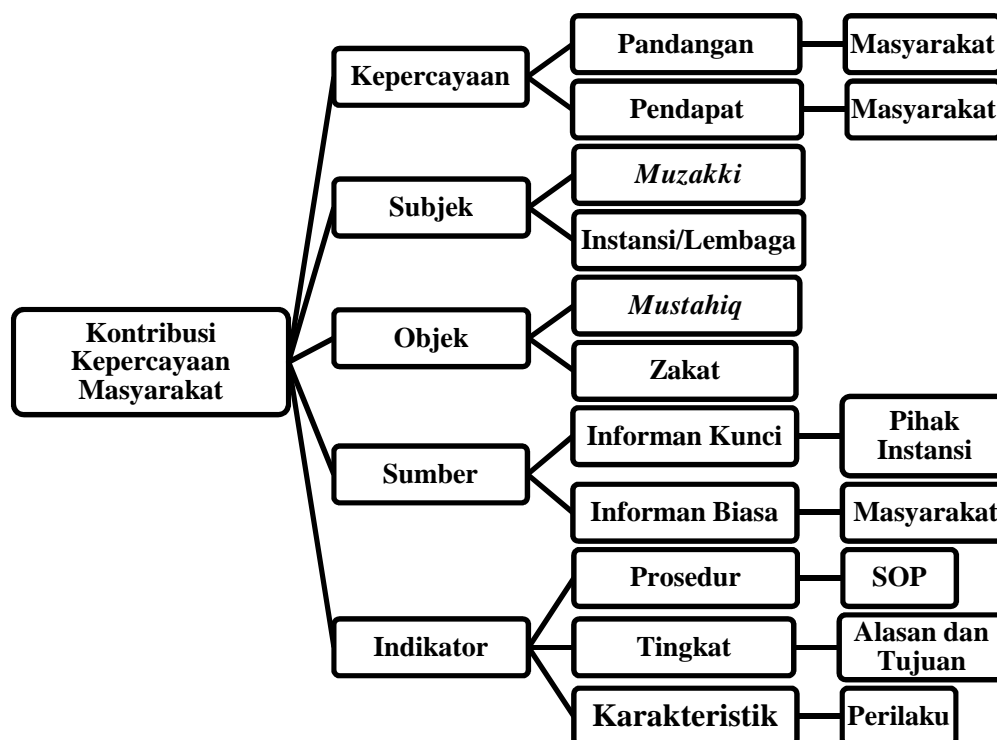 Kepercayaan
Pandangan
Masyarakat
Pendapat
Masyarakat
Subjek
Muzakki
Instansi/Lembaga
Kontribusi
Kepercayaan
Masyarakat
Objek
Mustahiq
Zakat
Sumber
Informan Kunci
Pihak
Instansi
Informan Biasa
Masyarakat
Indikator
Prosedur
SOP
Tingkat
Alasan dan
Tujuan
Karakteristik
Perilaku